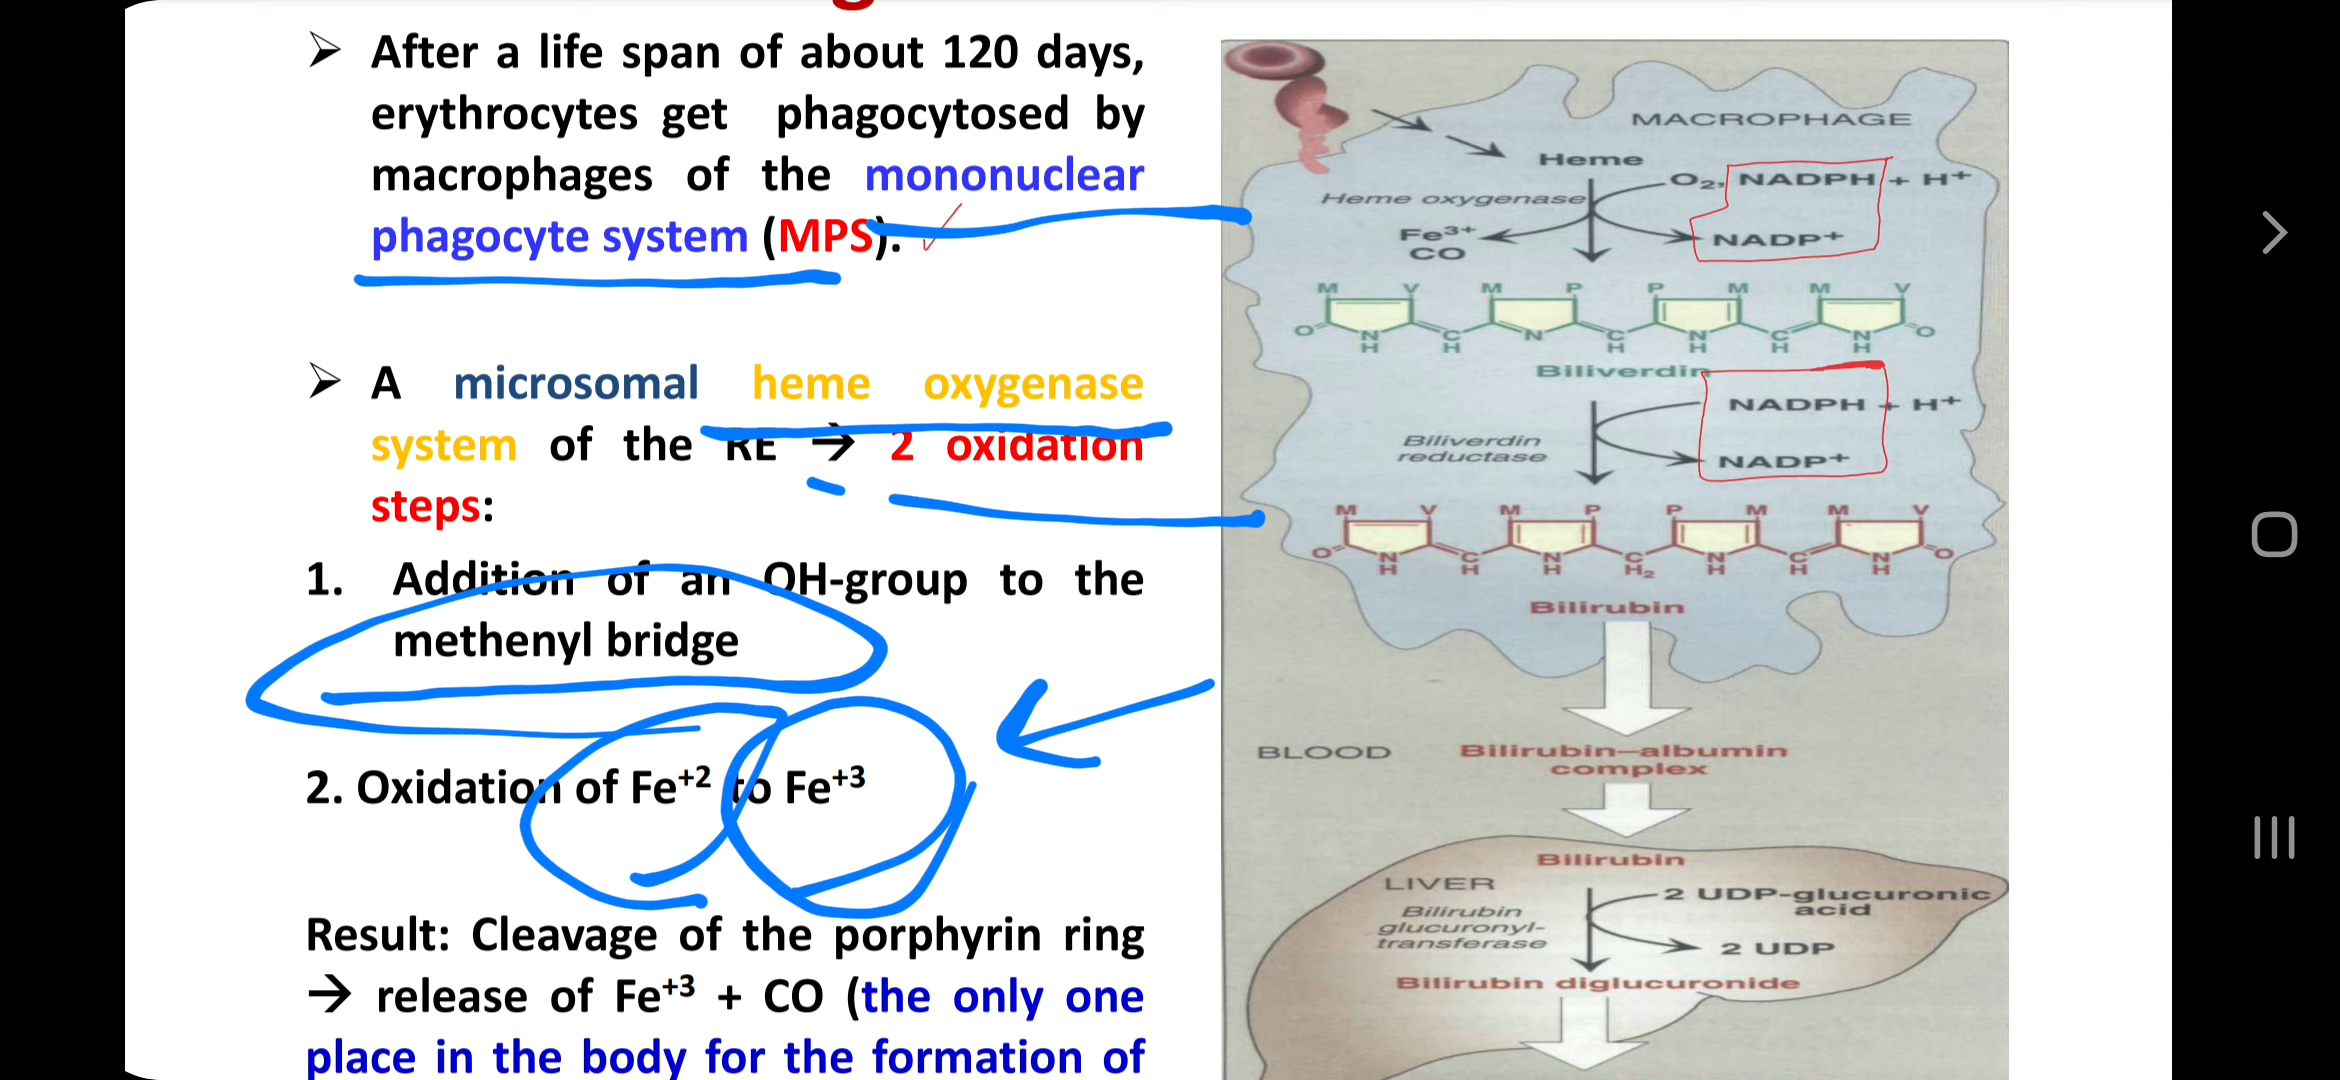 ➢ After a life span of about 120 days,
erythrocytes get phagocytosed by
macrophages of the mononuclear
phagocyte system (MPS).
➢ A microsomal heme oxygenase
system of the RE → 2 oxidation
steps:
1. Addition of an OH-group to the
methenyl bridge
2. Oxidation of Fe+2 to Fe+3
Result: Cleavage of the porphyrin ring
→ release of Fe+3 + CO (the only one
place in the body for the formation of
MACROPHAGE
Heme
O2, NADPH + H+
Heme oxygenase
Fe3+
CO
NADP+
M V M P P M M V
O N H C H N C H N H C H N H O
Biliverdin
NADPH + H+
Biliverdin
reductase
NADP+
M V M P P M M V
O N H C H N H C H2 N H C H N H O
Bilirubin
BLOOD
Bilirubin–albumin
complex
Bilirubin
LIVER
2 UDP-glucuronic
acid
Bilirubin
glucuronyl-
transferase
2 UDP
Bilirubin diglucuronide